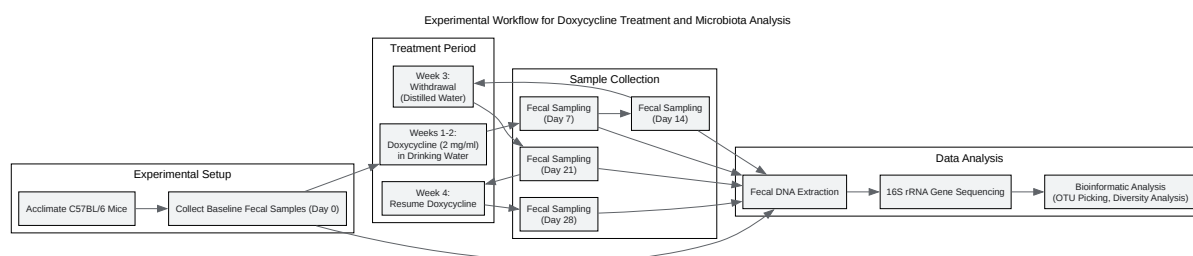 Experimental Workflow for Doxycycline Treatment and Microbiota Analysis
Experimental Setup
Acclimate C57BL/6 Mice
Collect Baseline Fecal Samples (Day 0)
Treatment Period
Week 3:
Withdrawal
(Distilled Water)
Weeks 1-2:
Doxycycline (2 mg/ml)
in Drinking Water
Week 4:
Resume Doxycycline
Sample Collection
Fecal Sampling
(Day 7)
Fecal Sampling
(Day 14)
Fecal Sampling
(Day 21)
Fecal Sampling
(Day 28)
Data Analysis
Fecal DNA Extraction
16S rRNA Gene Sequencing
Bioinformatic Analysis
(OTU Picking, Diversity Analysis)